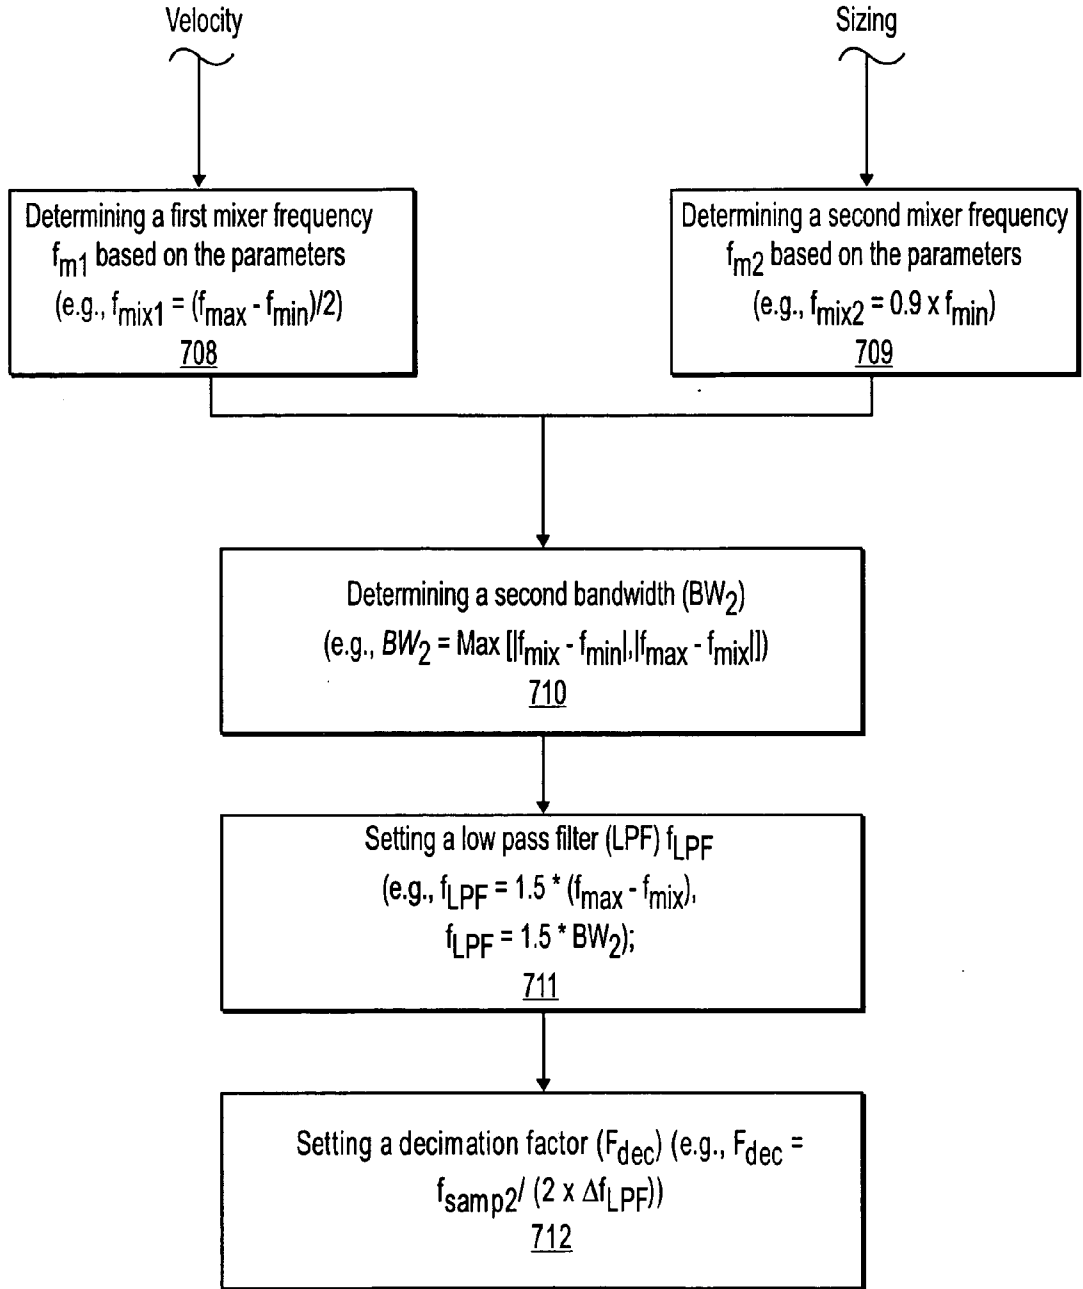 Velocity
Sizing
Determining a first mixer frequency
fm1 based on the parameters
(e.g., fmix1 = (fmax - fmin)/2)
708
Determining a second mixer frequency
fm2 based on the parameters
(e.g., fmix2 = 0.9 x fmin)
709
Determining a second bandwidth (BW2)
(e.g., BW2 = Max [|fmix - fmin|,|fmax - fmix|])
710
Setting a low pass filter (LPF) fLPF
(e.g., fLPF = 1.5 * (fmax - fmix),
fLPF = 1.5 * BW2);
711
Setting a decimation factor (Fdec) (e.g., Fdec =
fsamp2/ (2 x ΔfLPF))
712